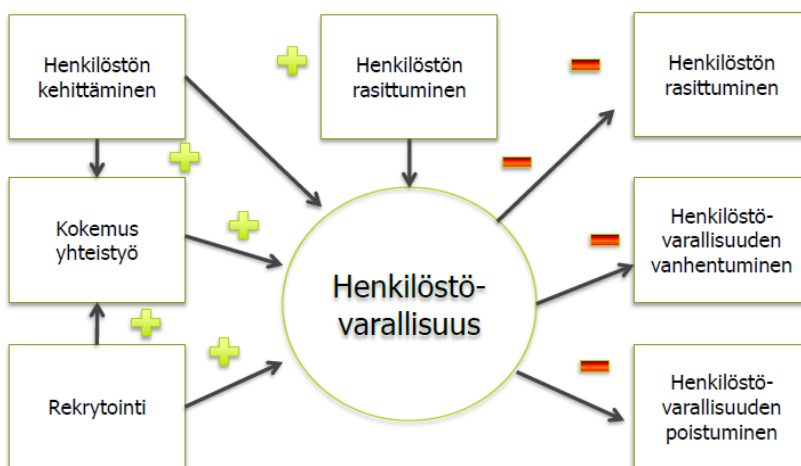 Henkilöstön
kehittäminen
Henkilöstön
rasittuminen
Henkilöstön
rasittuminen
Kokemus
yhteistyö
Henkilöstö-
varallisuus
Henkilöstö-
varallisuuden
vanhentuminen
Rekrytointi
Henkilöstö-
varallisuuden
poistuminen